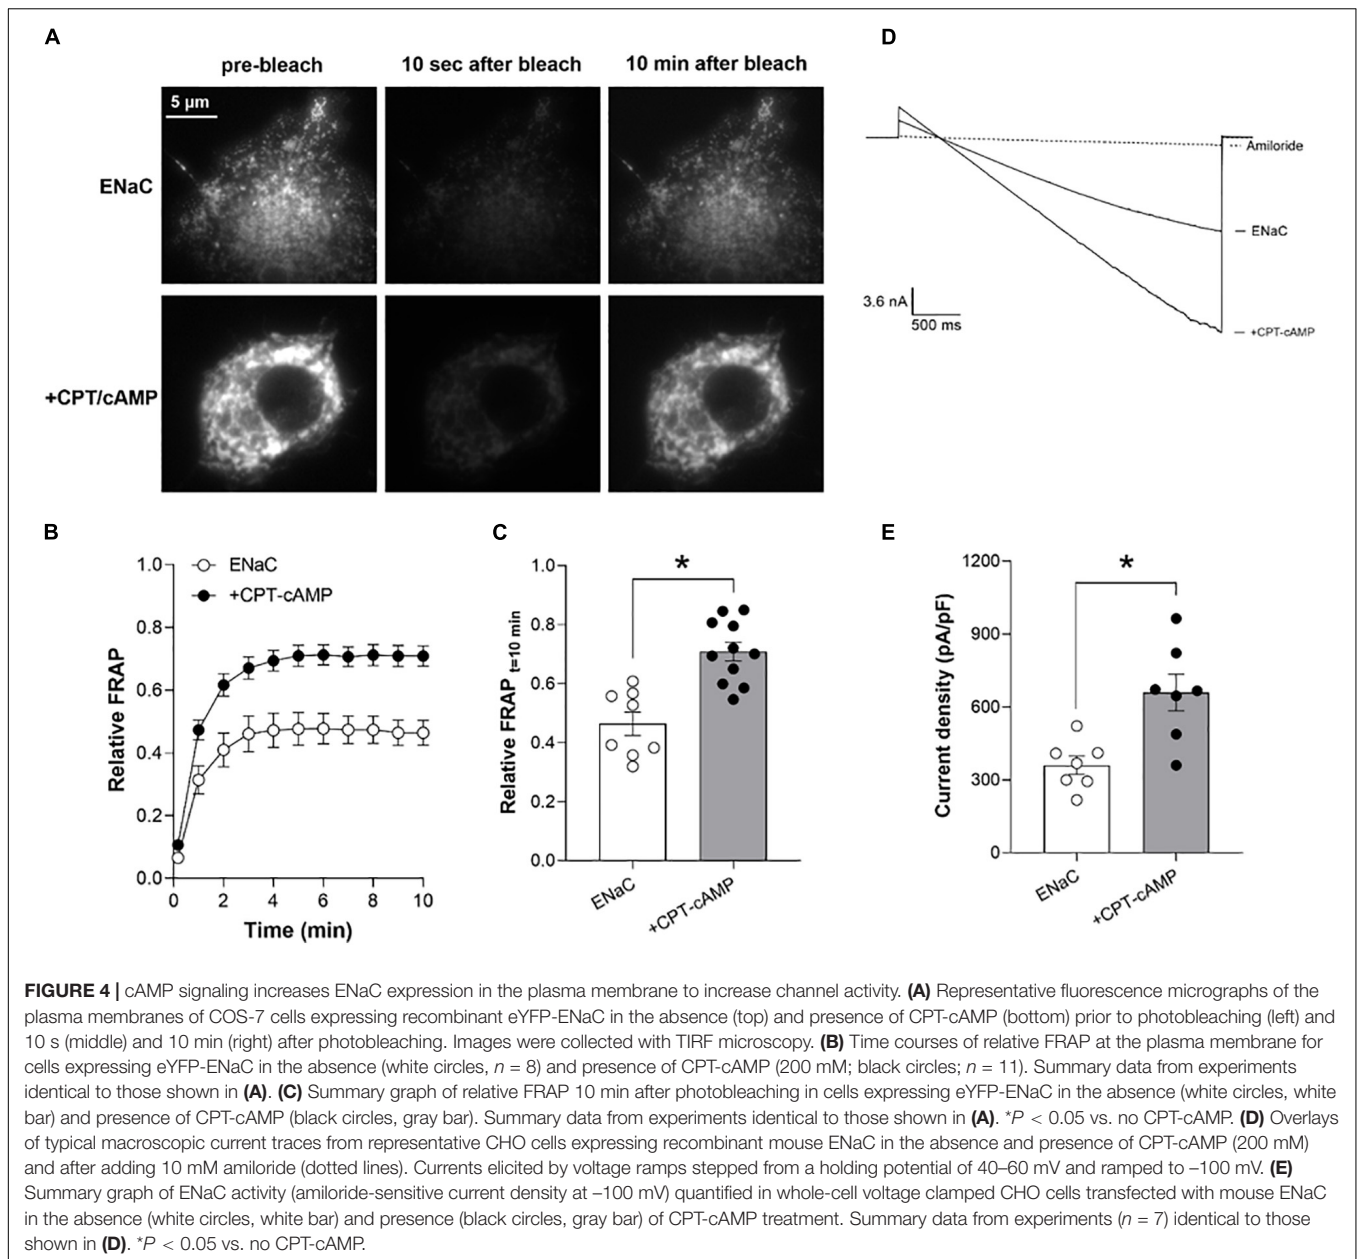 A
pre-bleach
10 sec after bleach
10 min after bleach
5 µm
ENaC
+CPT/cAMP
D
Amiloride
ENaC
+CPT-cAMP
3.6 nA
500 ms
B
ENaC
+CPT-cAMP
Relative FRAP
1.0
0.8
0.6
0.4
0.2
0.0
0
2
4
6
8
10
Time (min)
C
Relative FRAP t=10 min
1.0
0.8
0.6
0.4
0.2
0.0
*
ENaC
+CPT-cAMP
E
Current density (pA/pF)
1200
900
600
300
0
*
ENaC
+CPT-cAMP
FIGURE 4 | cAMP signaling increases ENaC expression in the plasma membrane to increase channel activity. (A) Representative fluorescence micrographs of the
plasma membranes of COS-7 cells expressing recombinant eYFP-ENaC in the absence (top) and presence of CPT-cAMP (bottom) prior to photobleaching (left) and
10 s (middle) and 10 min (right) after photobleaching. Images were collected with TIRF microscopy. (B) Time courses of relative FRAP at the plasma membrane for
cells expressing eYFP-ENaC in the absence (white circles, n = 8) and presence of CPT-cAMP (200 mM; black circles; n = 11). Summary data from experiments
identical to those shown in (A). (C) Summary graph of relative FRAP 10 min after photobleaching in cells expressing eYFP-ENaC in the absence (white circles, white
bar) and presence of CPT-cAMP (black circles, gray bar). Summary data from experiments identical to those shown in (A). *P < 0.05 vs. no CPT-cAMP. (D) Overlays
of typical macroscopic current traces from representative CHO cells expressing recombinant mouse ENaC in the absence and presence of CPT-cAMP (200 mM)
and after adding 10 mM amiloride (dotted lines). Currents elicited by voltage ramps stepped from a holding potential of 40–60 mV and ramped to –100 mV. (E)
Summary graph of ENaC activity (amiloride-sensitive current density at –100 mV) quantified in whole-cell voltage clamped CHO cells transfected with mouse ENaC
in the absence (white circles, white bar) and presence (black circles, gray bar) of CPT-cAMP treatment. Summary data from experiments (n = 7) identical to those
shown in (D). *P < 0.05 vs. no CPT-cAMP.